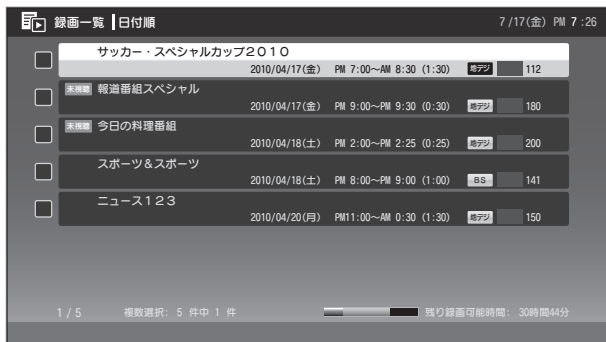 録画一覧 日付順 7/17(金) PM 7:26
サッカー・スペシャルカップ2010
2010/04/17(金) PM 7:00～AM 8:30 (1:30) 地デジ 112
未視聴 報道番組スペシャル
2010/04/17(金) PM 9:00～PM 9:30 (0:30) 地デジ 180
未視聴 今日の料理番組
2010/04/18(土) PM 2:00～PM 2:25 (0:25) 地デジ 200
スポーツ&スポーツ
2010/04/18(土) PM 8:00～PM 9:00 (1:00) BS 141
ニュース123
2010/04/20(月) PM11:00～AM 0:30 (1:30) 地デジ 150
1/5 複数選択: 5 件中 1 件 残り録画可能時間: 30時間44分